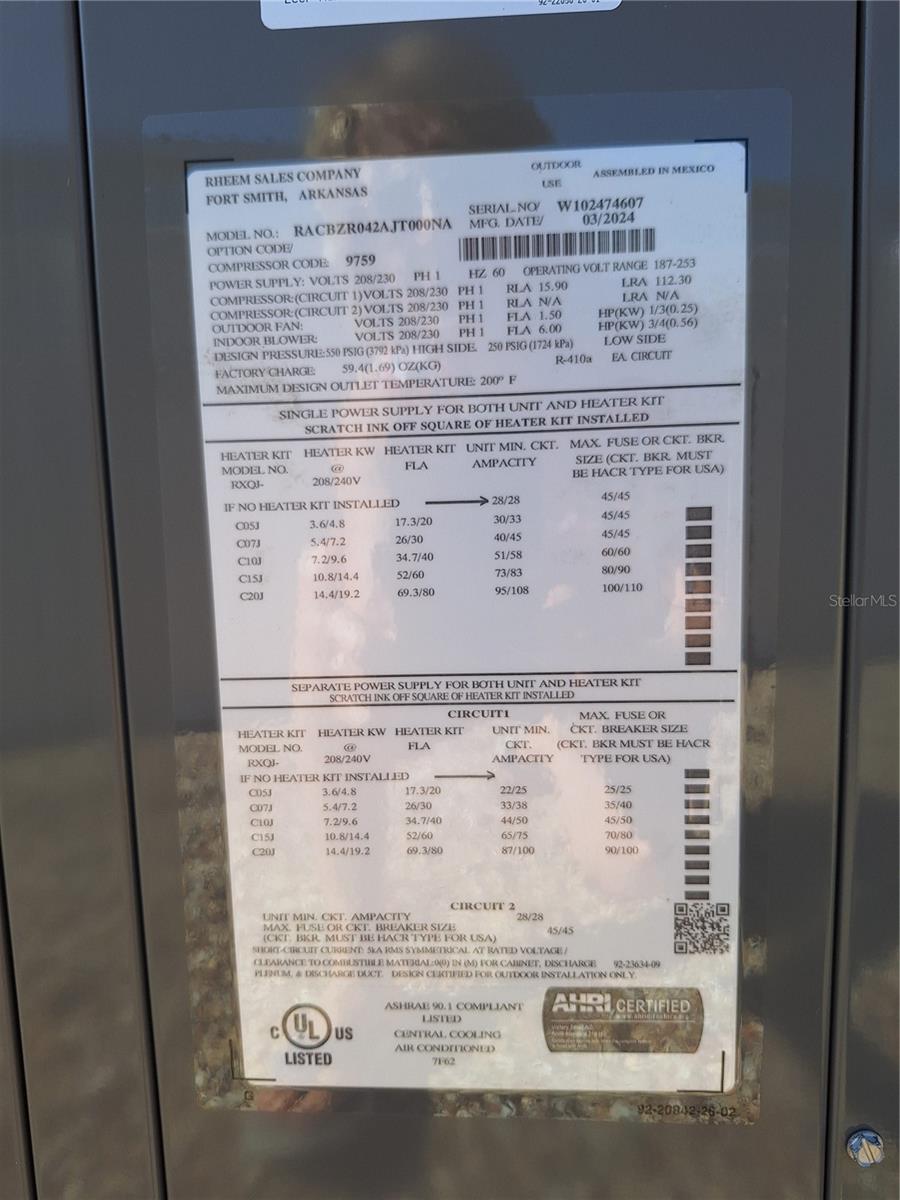 92-22
RHEEM SALES COMPANY
FORT SMITH, ARKANSAS
OUTDOOR
USE
ASSEMBLED IN MEXICO
SERIAL NO/ W102474607
MFG. DATE/ 03/2024
MODEL NO.: RACBZR042AJT000NA
OPTION CODE/
COMPRESSOR CODE: 9759
POWER SUPPLY: VOLTS 208/230 PH 1 HZ 60 OPERATING VOLT RANGE 187-253
COMPRESSOR:(CIRCUIT 1)VOLTS 208/230 PH 1 RLA 15.90 LRA 112.30
COMPRESSOR:(CIRCUIT 2)VOLTS 208/230 PH 1 RLA N/A LRA N/A
OUTDOOR FAN: VOLTS 208/230 PH 1 FLA 1.50 HP(KW) 1/3(0.25)
INDOOR BLOWER: VOLTS 208/230 PH 1 FLA 6.00 HP(KW) 3/4(0.56)
DESIGN PRESSURE:550 PSIG (3792 kPa) HIGH SIDE. 250 PSIG (1724 kPa) LOW SIDE
FACTORY CHARGE: 59.4(1.69) OZ(KG) R-410a EA. CIRCUIT
MAXIMUM DESIGN OUTLET TEMPERATURE: 200° F
SINGLE POWER SUPPLY FOR BOTH UNIT AND HEATER KIT
SCRATCH INK OFF SQUARE OF HEATER KIT INSTALLED
HEATER KIT HEATER KW HEATER KIT UNIT MIN. CKT. MAX. FUSE OR CKT. BKR.
MODEL NO. @ FLA AMPACITY SIZE (CKT. BKR. MUST
RXQJ- 208/240V BE HACR TYPE FOR USA)
IF NO HEATER KIT INSTALLED 28/28 45/45
C05J 3.6/4.8 17.3/20 30/33 45/45
C07J 5.4/7.2 26/30 40/45 45/45
C10J 7.2/9.6 34.7/40 51/58 60/60
C15J 10.8/14.4 52/60 73/83 80/90
C20J 14.4/19.2 69.3/80 95/108 100/110
SEPARATE POWER SUPPLY FOR BOTH UNIT AND HEATER KIT
SCRATCH INK OFF SQUARE OF HEATER KIT INSTALLED
CIRCUIT1
HEATER KIT HEATER KW HEATER KIT UNIT MIN. MAX. FUSE OR
MODEL NO. @ FLA CKT. CKT. BREAKER SIZE
RXQJ- 208/240V AMPACITY (CKT. BKR MUST BE HACR
TYPE FOR USA)
IF NO HEATER KIT INSTALLED
C05J 3.6/4.8 17.3/20 22/25 25/25
C07J 5.4/7.2 26/30 33/38 35/40
C10J 7.2/9.6 34.7/40 44/50 45/50
C15J 10.8/14.4 52/60 65/75 70/80
C20J 14.4/19.2 69.3/80 87/100 90/100
CIRCUIT 2
UNIT MIN. CKT. AMPACITY 28/28
MAX. FUSE OR CKT. BREAKER SIZE 45/45
(CKT. BKR. MUST BE HACR TYPE FOR USA)
SHORT-CIRCUIT CURRENT: 5kA RMS SYMMETRICAL AT RATED VOLTAGE /
CLEARANCE TO COMBUSTIBLE MATERIAL:0(0) IN (M) FOR CABINET, DISCHARGE 92-23634-09
PLENUM, & DISCHARGE DUCT. DESIGN CERTIFIED FOR OUTDOOR INSTALLATION ONLY.
C UL US
LISTED
ASHRAE 90.1 COMPLIANT
LISTED
CENTRAL COOLING
AIR CONDITIONED
7F62
AHRI CERTIFIED
www.ahridirectory.org
G
92-20842-26-02
StellarMLS